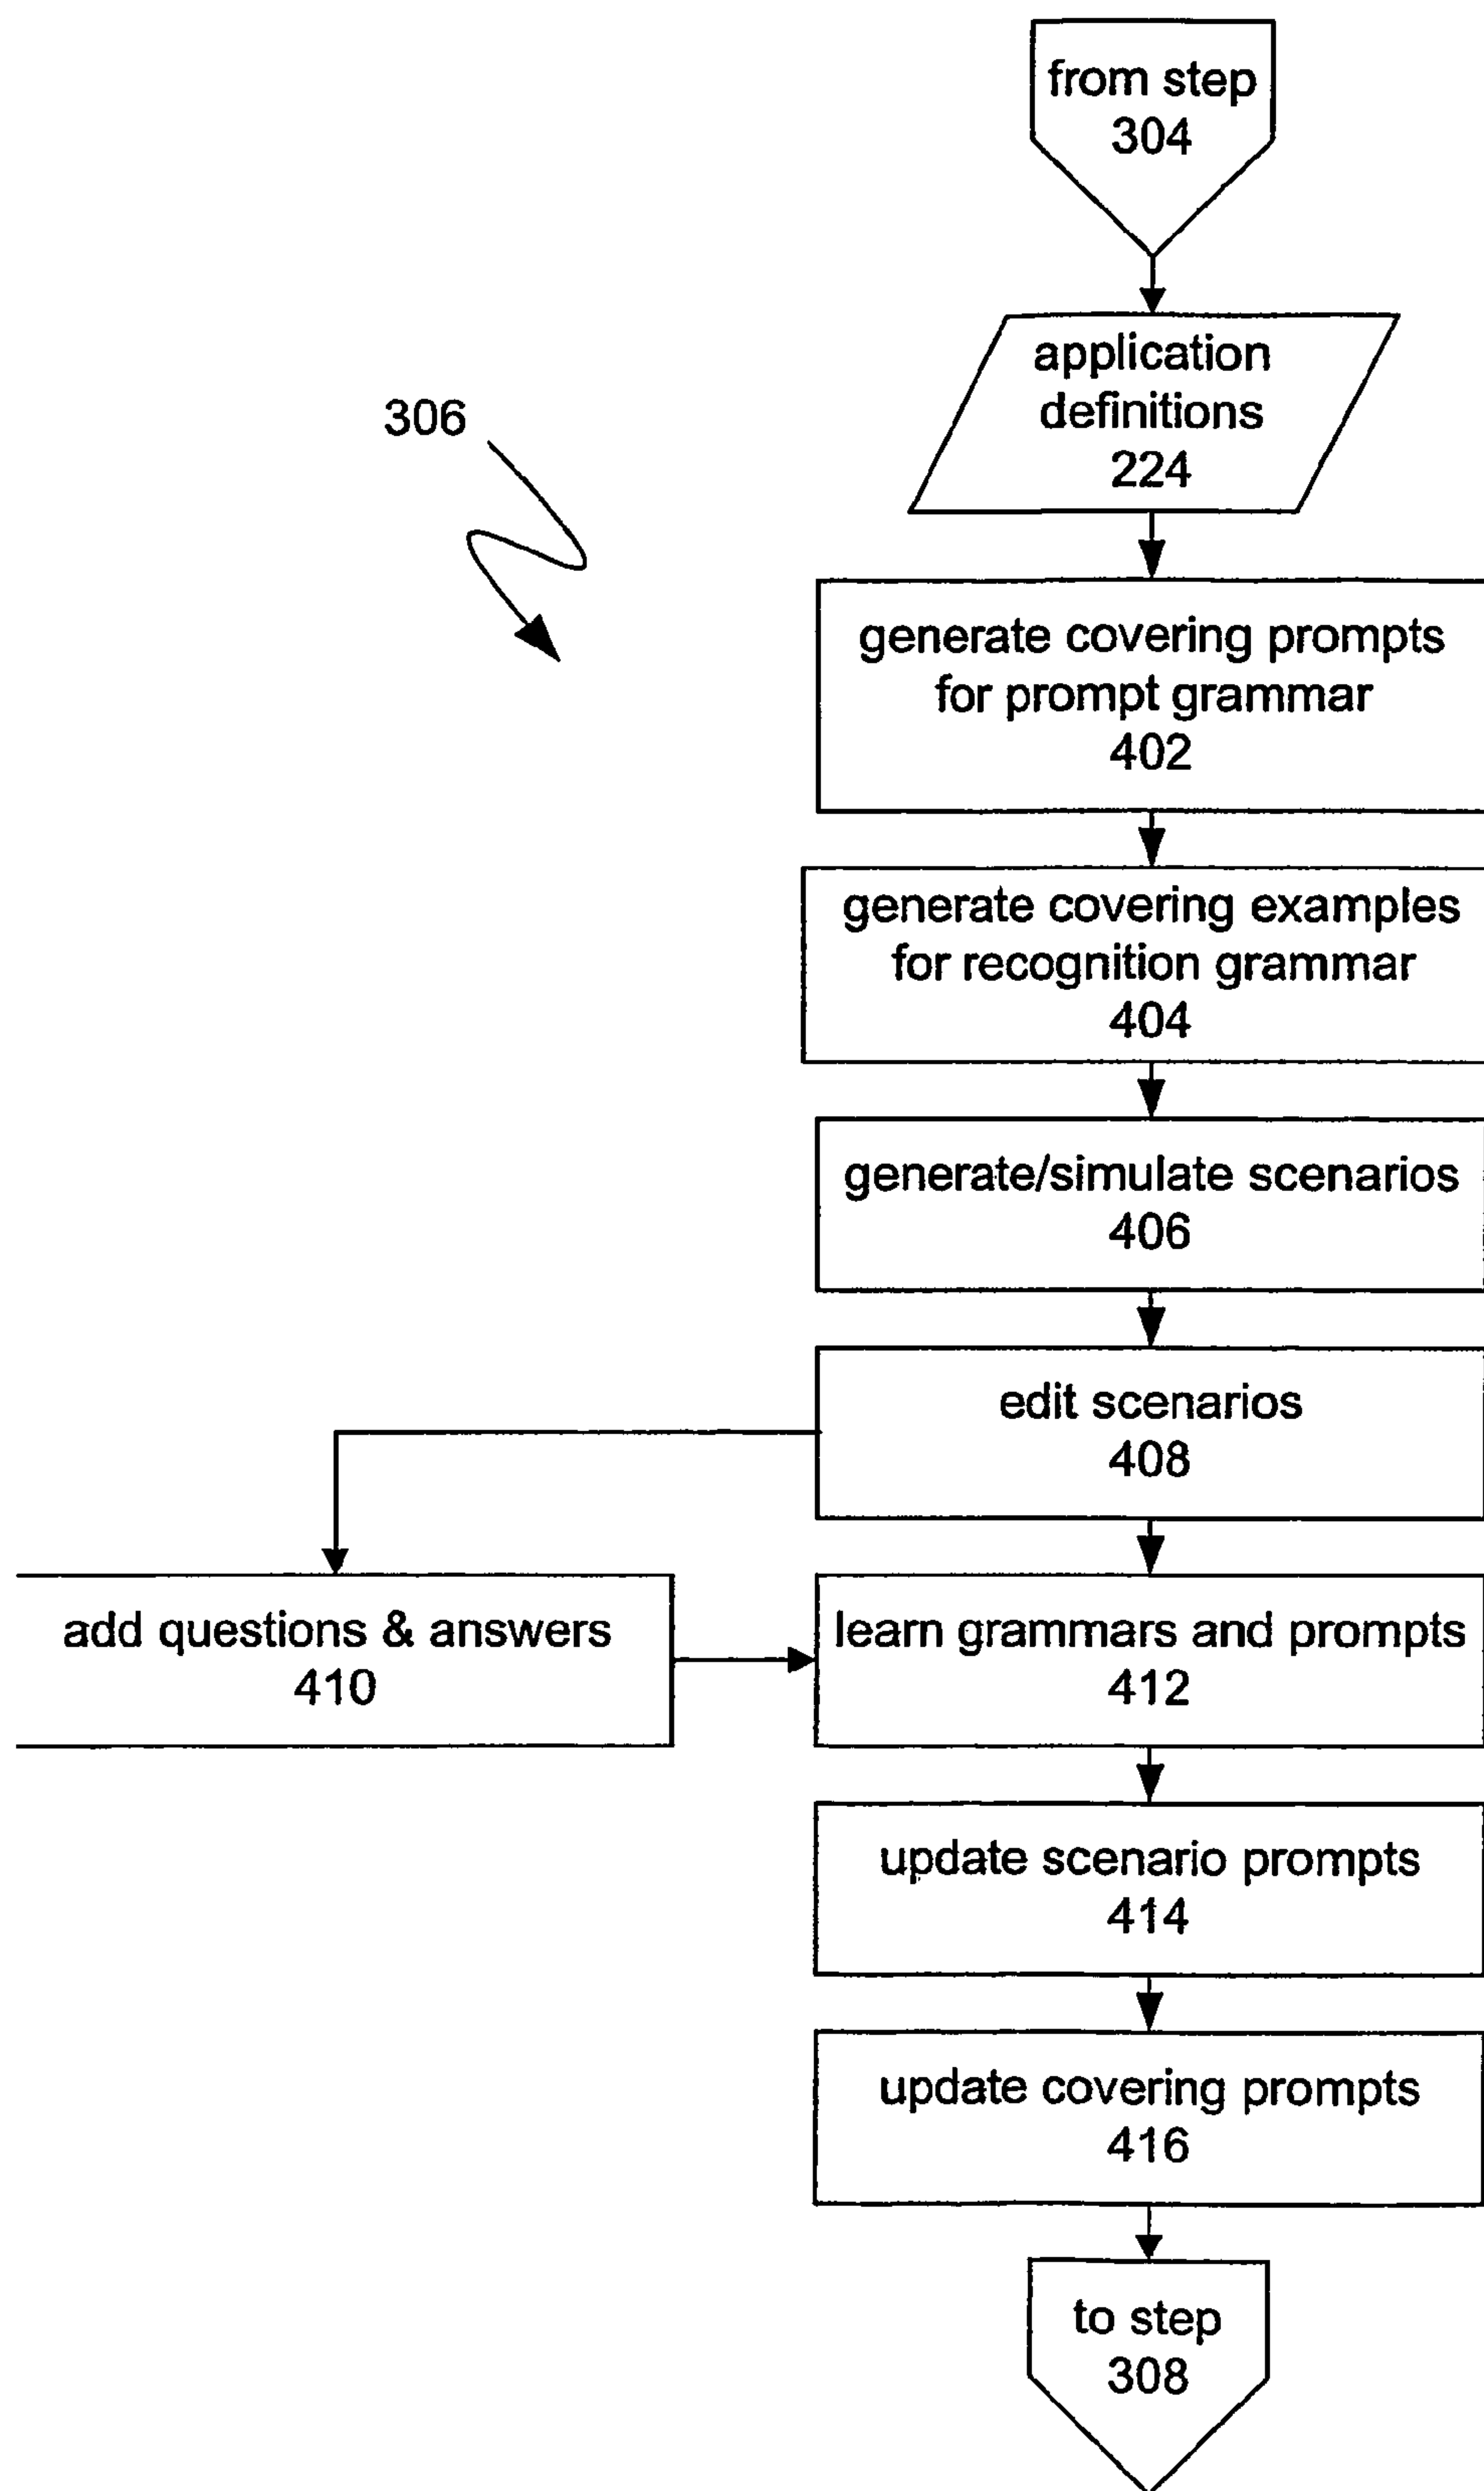 from step
304
application
definitions
224
306
generate covering prompts
for prompt grammar
402
generate covering examples
for recognition grammar
404
generate/simulate scenarios
406
edit scenarios
408
add questions & answers
410
learn grammars and prompts
412
update scenario prompts
414
update covering prompts
416
to step
308